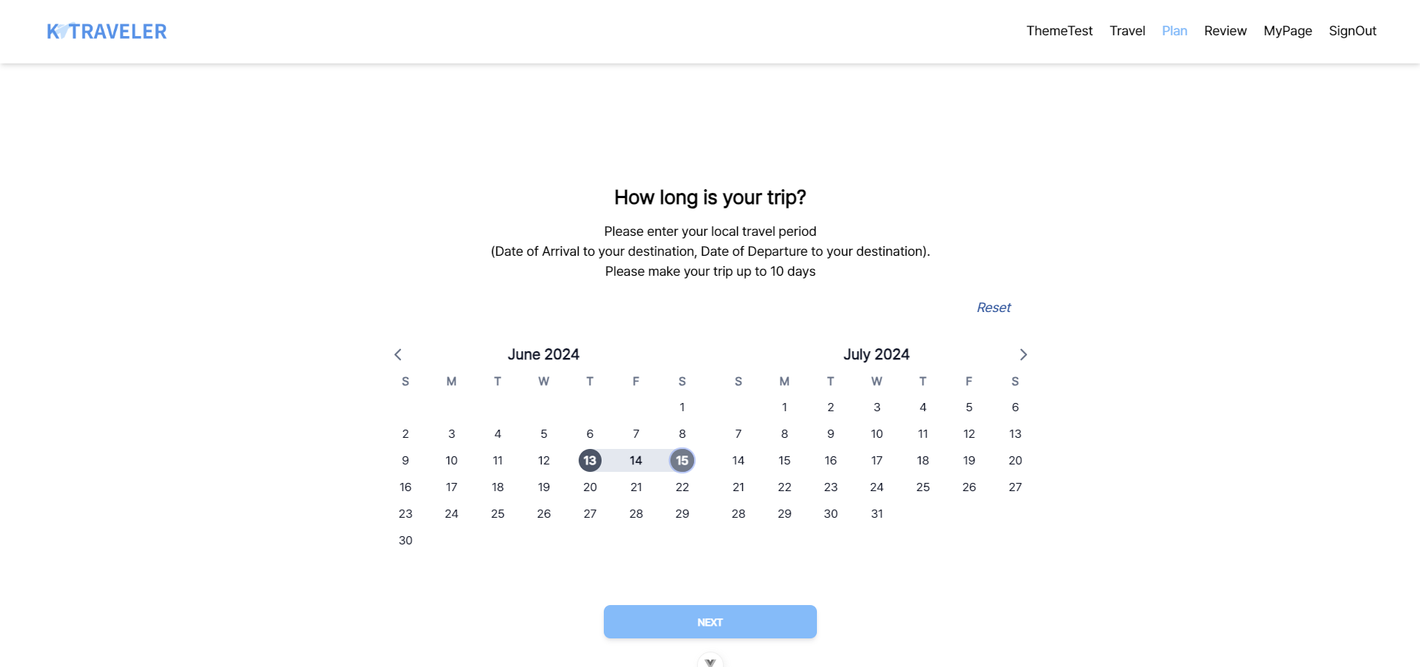 K TRAVELER
ThemeTest Travel Plan Review MyPage SignOut
How long is your trip?
Please enter your local travel period
(Date of Arrival to your destination, Date of Departure to your destination).
Please make your trip up to 10 days
Reset
June 2024
S M T W T F S
1
2 3 4 5 6 7 8
9 10 11 12 13 14 15
16 17 18 19 20 21 22
23 24 25 26 27 28 29
30
July 2024
S M T W T F S
1 2 3 4 5 6
7 8 9 10 11 12 13
14 15 16 17 18 19 20
21 22 23 24 25 26 27
28 29 30 31
NEXT